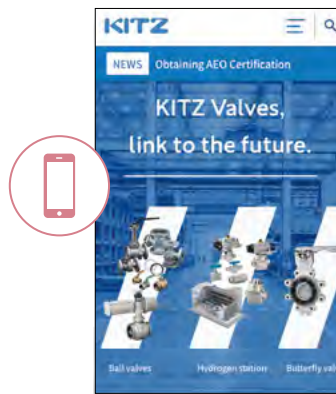 KITZ
NEWS Obtaining AEO Certification
KITZ Valves,
link to the future.
Ball valves Hydrogen station Butterfly val